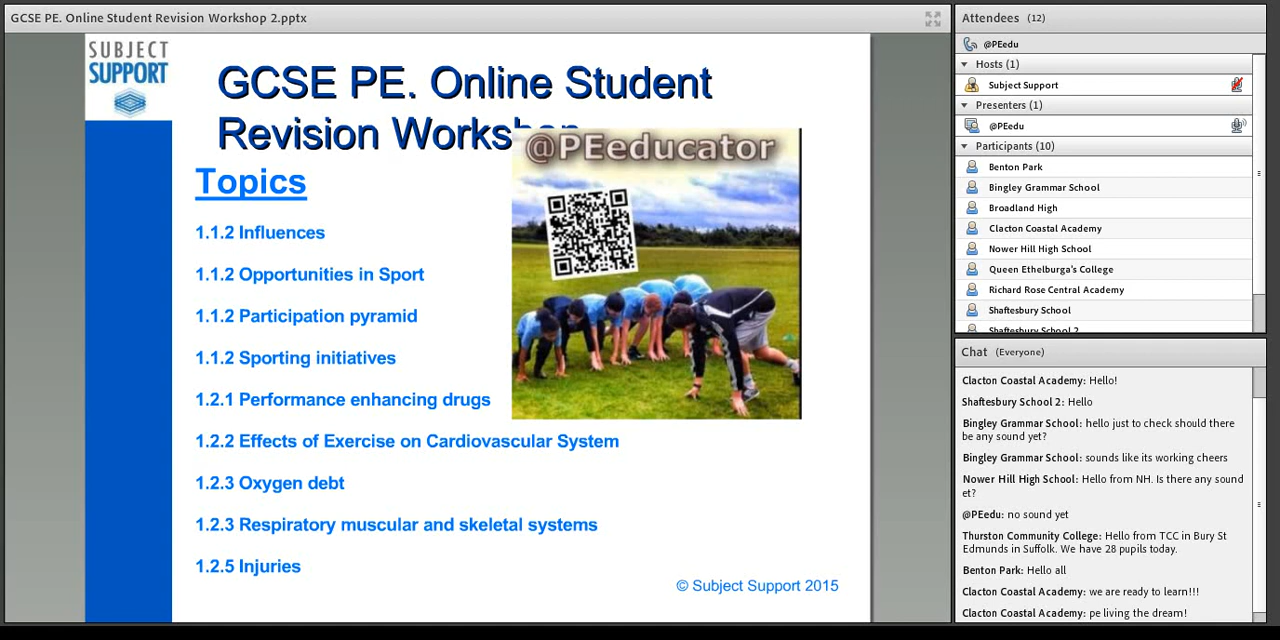 GCSE PE. Online Student Revision Workshop 2.pptx
SUBJECT
SUPPORT
GCSE PE. Online Student
Revision Workshop
@PEeducator
Topics
1.1.2 Influences
1.1.2 Opportunities in Sport
1.1.2 Participation pyramid
1.1.2 Sporting initiatives
1.2.1 Performance enhancing drugs
1.2.2 Effects of Exercise on Cardiovascular System
1.2.3 Oxygen debt
1.2.3 Respiratory muscular and skeletal systems
1.2.5 Injuries
© Subject Support 2015
Attendees (12)
@PEedu
Hosts (1)
Subject Support
Presenters (1)
@PEedu
Participants (10)
Benton Park
Bingley Grammar School
Broadland High
Clacton Coastal Academy
Nower Hill High School
Queen Ethelburga's College
Richard Rose Central Academy
Shaftesbury School
Shaftesbury School 2
Chat (Everyone)
Clacton Coastal Academy: Hello!
Shaftesbury School 2: Hello
Bingley Grammar School: hello just to check should there
be any sound yet?
Bingley Grammar School: sounds like its working cheers
Nower Hill High School: Hello from NH. Is there any sound
et?
@PEedu: no sound yet
Thurston Community College: Hello from TCC in Bury St
Edmunds in Suffolk. We have 28 pupils today.
Benton Park: Hello all
Clacton Coastal Academy: we are ready to learn!!!
Clacton Coastal Academy: pe living the dream!